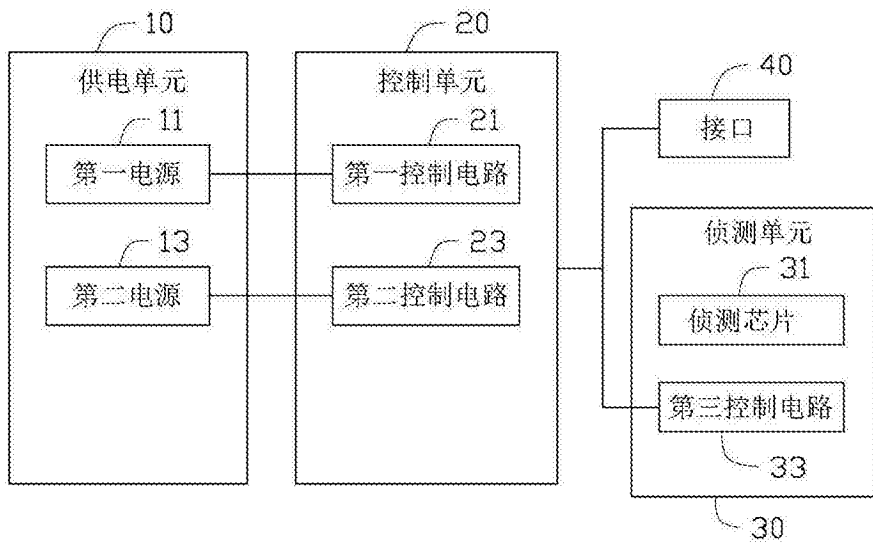 10
供电单元
11
第一电源
13
第二电源
20
控制单元
21
第一控制电路
23
第二控制电路
40
接口
侦测单元
31
侦测芯片
第三控制电路
33
30